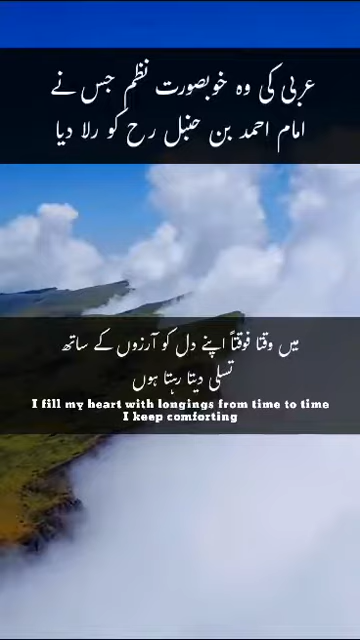 عربی کی وہ خوبصورت نظم جس نے
امام احمد بن حنبل رح کو رلا دیا
میں وقتا فوقتاً اپنے دل کو آرزوں کے ساتھ
تسلی دیتا رہتا ہوں
I fill my heart with longings from time to time
I keep comforting